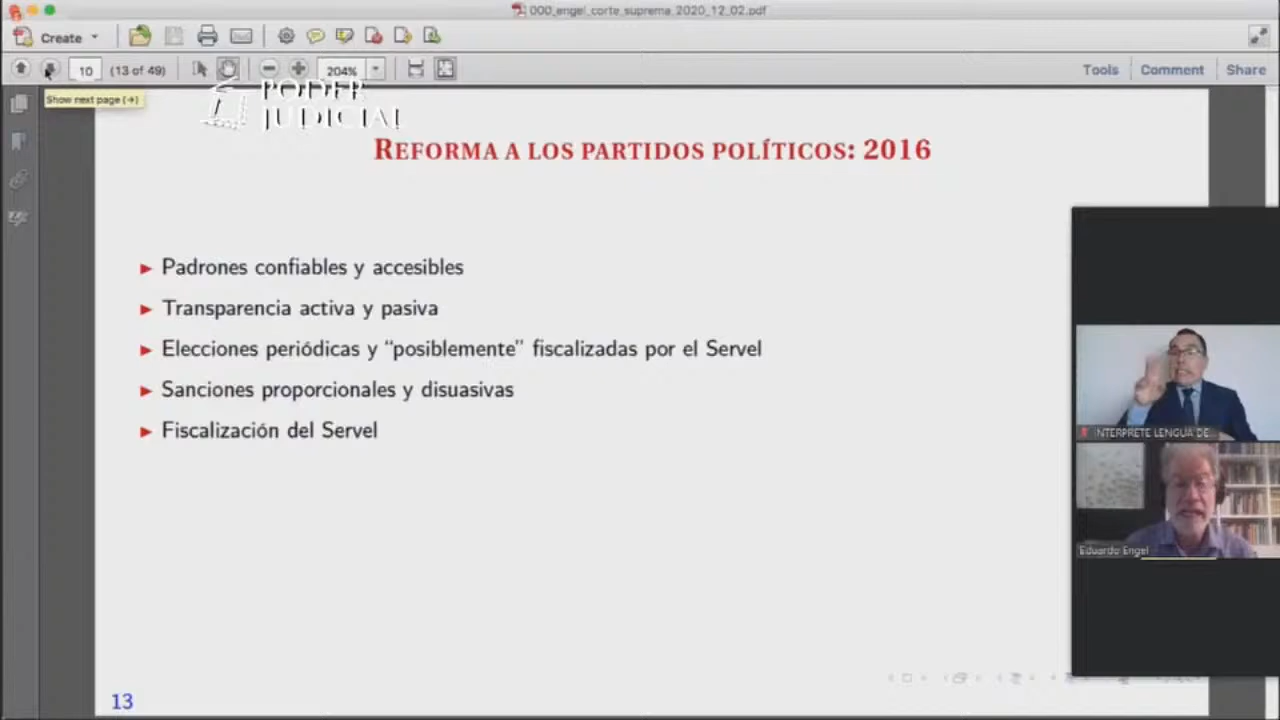 000_engel_corte_suprema_2020_12_02.pdf
Create
10 (13 of 49) 204% Tools Comment Share
Show next page (→)
PODER
JUDICIAL
REFORMA A LOS PARTIDOS POLÍTICOS: 2016
Padrones confiables y accesibles
Transparencia activa y pasiva
Elecciones periódicas y “posiblemente” fiscalizadas por el Servel
Sanciones proporcionales y disuasivas
Fiscalización del Servel
INTERPRETE LENGUA DE...
Eduardo Engel
13